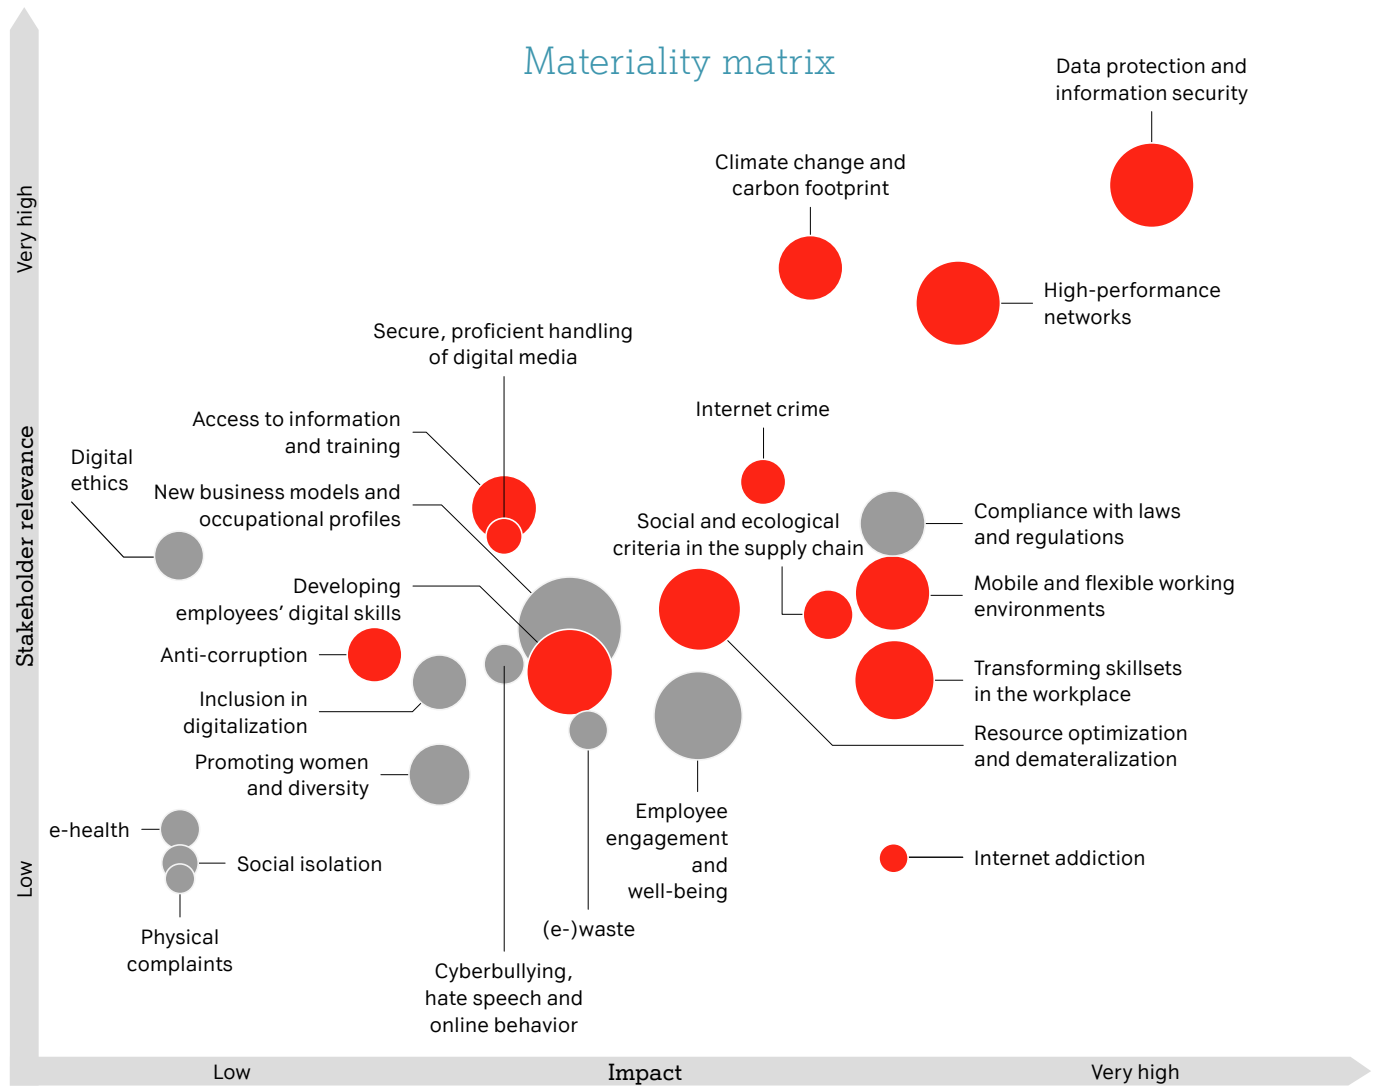 Materiality matrix
Data protection and
information security
Climate change and
carbon footprint
High-performance
networks
Secure, proficient handling
of digital media
Access to information
and training
Internet crime
Digital
ethics
New business models and
occupational profiles
Social and ecological
criteria in the supply chain
Compliance with laws
and regulations
Developing
employees’ digital skills
Mobile and flexible working
environments
Anti-corruption
Transforming skillsets
in the workplace
Inclusion in
digitalization
Resource optimization
and demateralization
Promoting women
and diversity
e-health
Social isolation
Employee
engagement
and
well-being
Internet addiction
Physical
complaints
(e-)waste
Cyberbullying,
hate speech and
online behavior
Very high
Stakeholder relevance
Low
Low
Impact
Very high